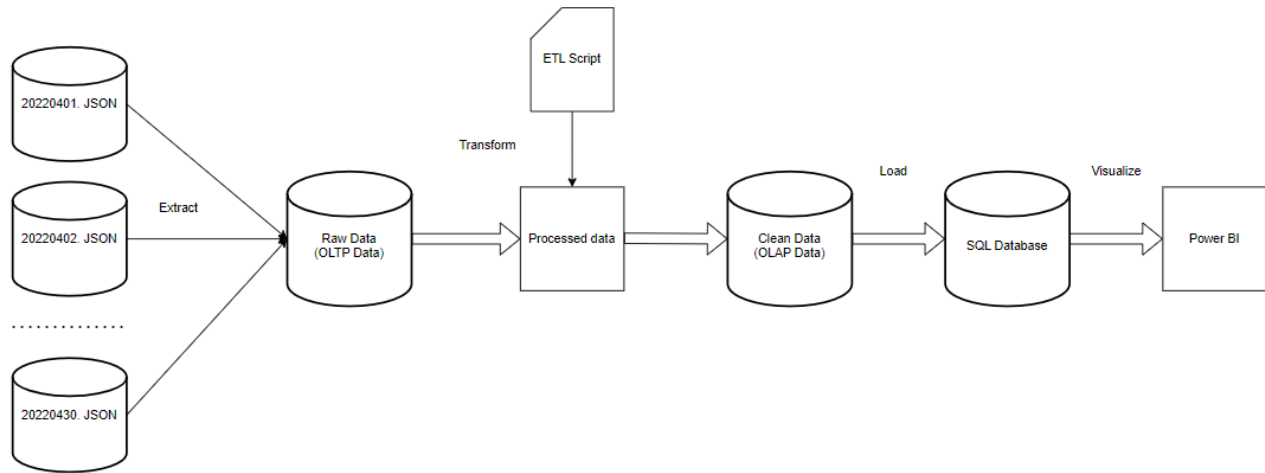 ETL Script
20220401. JSON
Transform
Load
Visualize
Extract
20220402. JSON
Raw Data
(OLTP Data)
Processed data
Clean Data
(OLAP Data)
SQL Database
Power BI
20220430. JSON